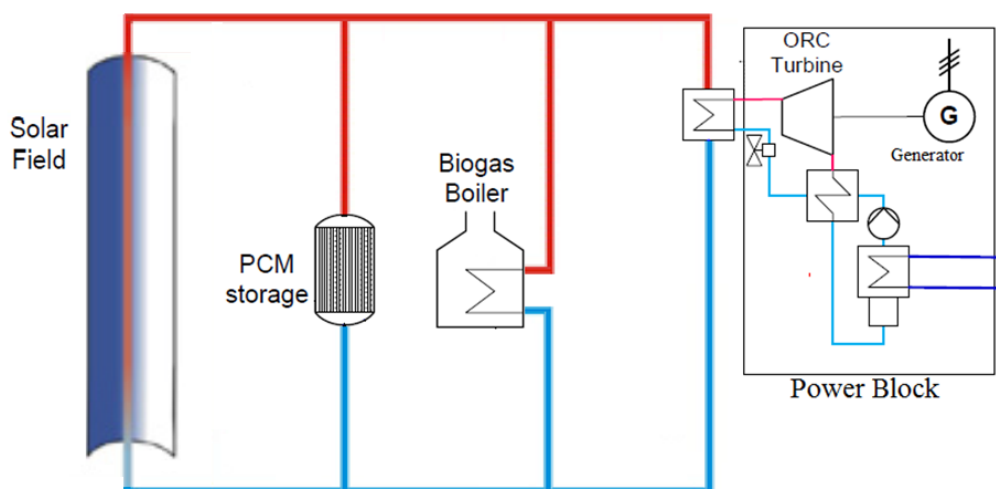 Solar
Field
PCM
storage
Biogas
Boiler
ORC
Turbine
G
Generator
Power Block